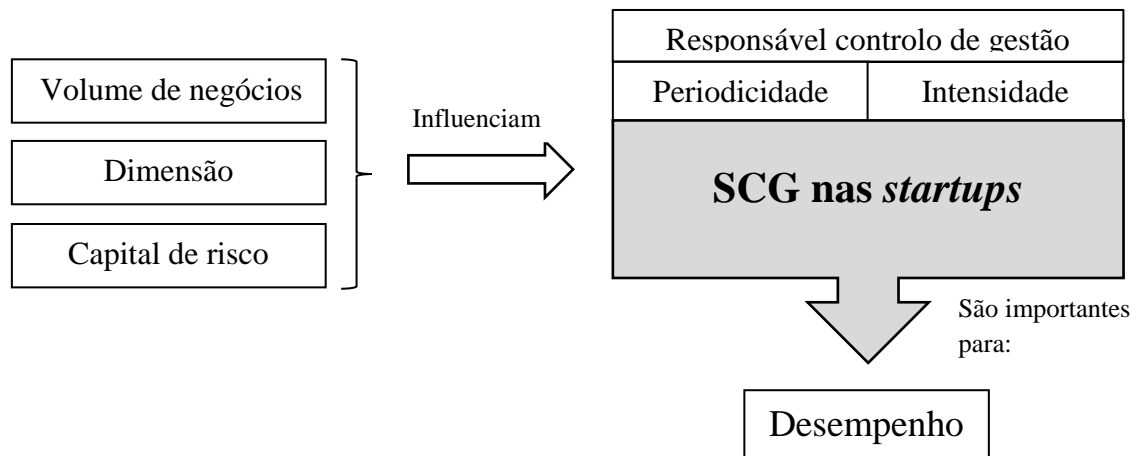 Volume de negócios
Dimensão
Capital de risco
Influenciam
Responsável controlo de gestão
Periodicidade
Intensidade
SCG nas startups
São importantes
para:
Desempenho